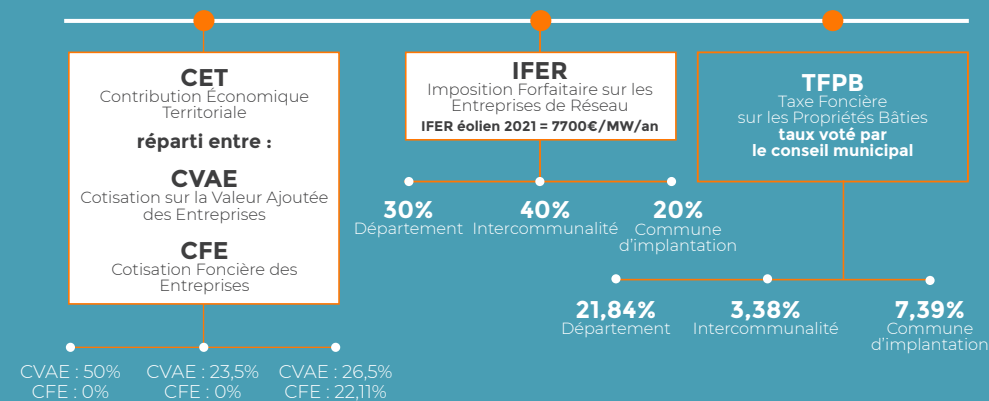 CET
Contribution Économique
Territoriale
réparti entre :
CVAE
Cotisation sur la Valeur Ajoutée
des Entreprises
CFE
Cotisation Foncière des
Entreprises
CVAE : 50%
CFE : 0%
CVAE : 23,5%
CFE : 0%
CVAE : 26,5%
CFE : 22,11%
IFER
Imposition Forfaitaire sur les
Entreprises de Réseau
IFER éolien 2021 = 7700€/MW/an
30%
Département
40%
Intercommunalité
20%
Commune
d'implantation
TFPB
Taxe Foncière
sur les Propriétés Bâties
taux voté par
le conseil municipal
21,84%
Département
3,38%
Intercommunalité
7,39%
Commune
d'implantation